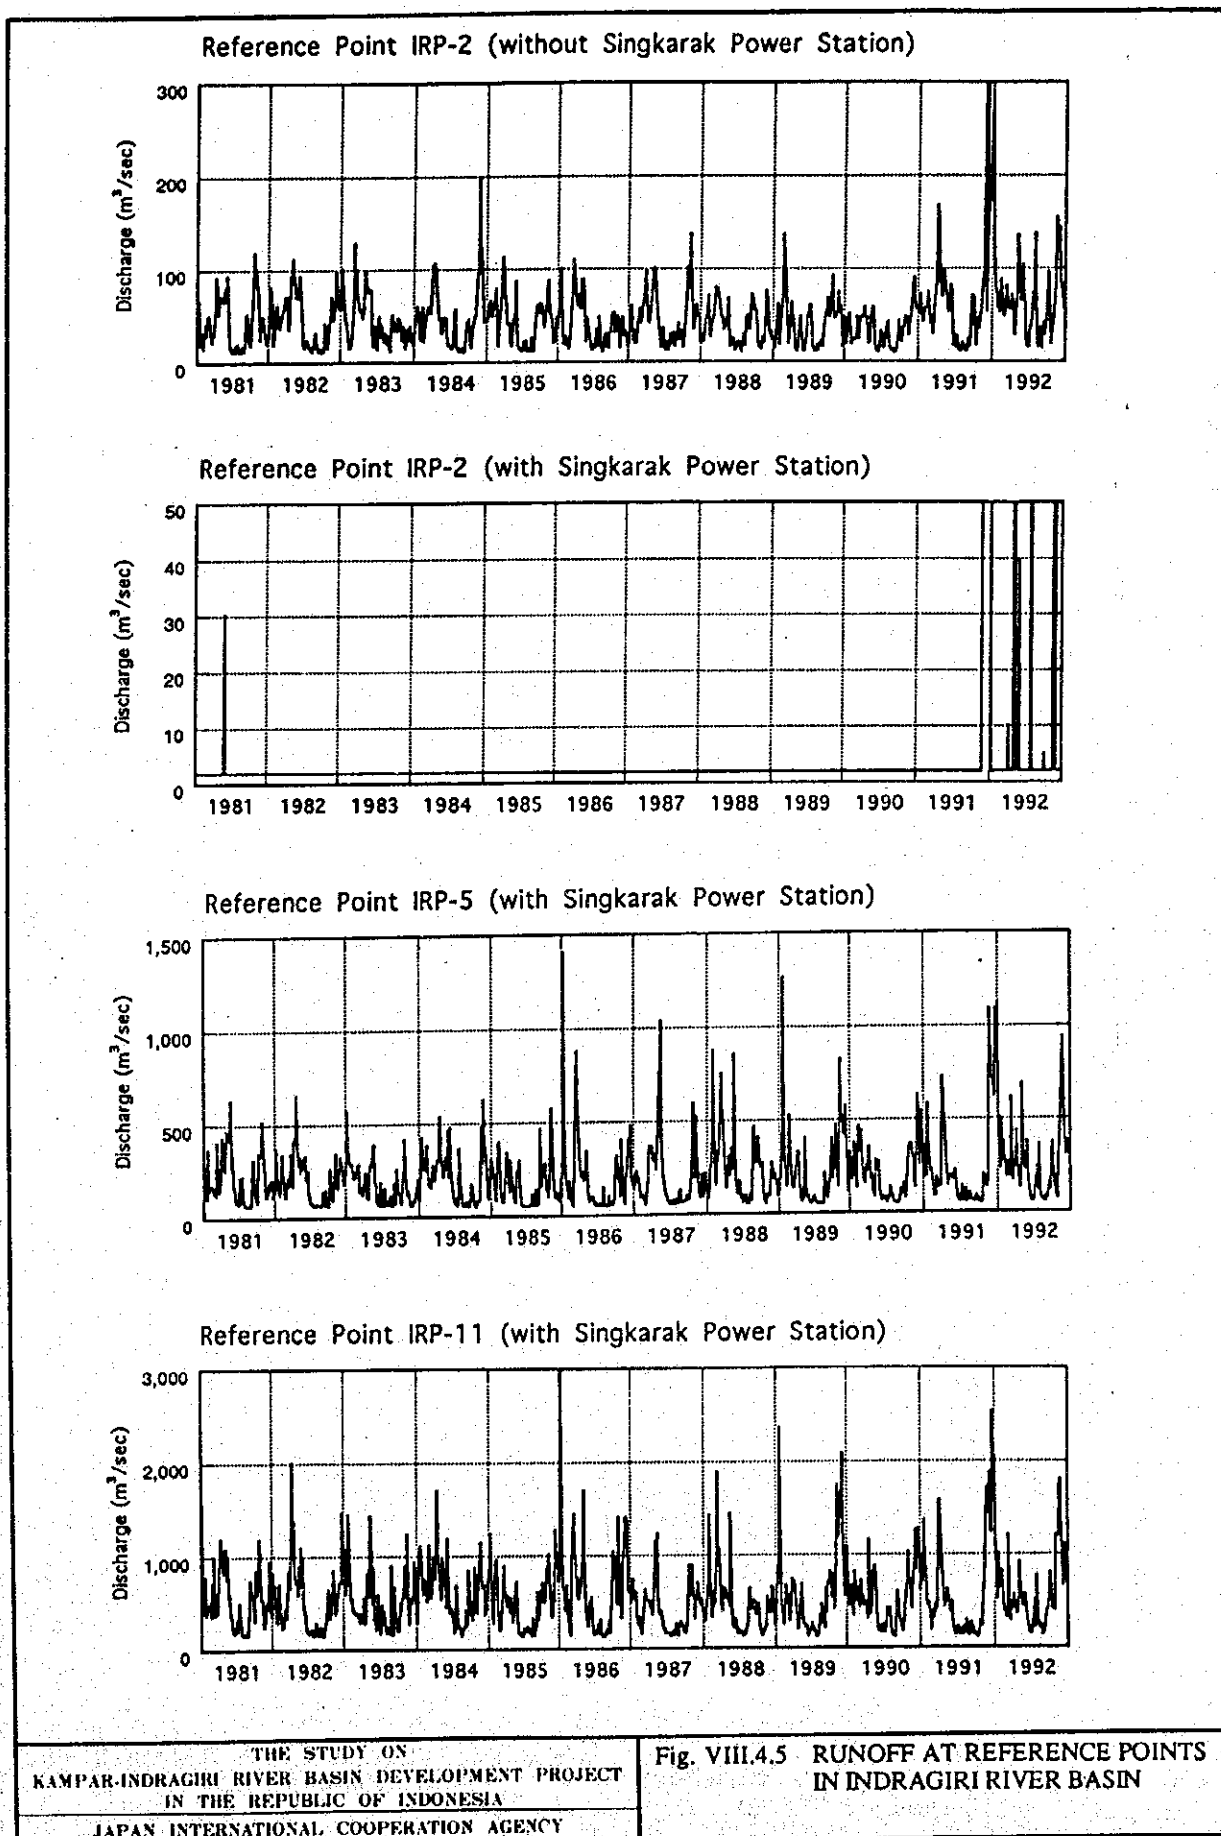 Reference Point IRP-2 (without Singkarak Power Station)
Discharge (m³/sec)
300
200
100
0
1981 1982 1983 1984 1985 1986 1987 1988 1989 1990 1991 1992
Reference Point IRP-2 (with Singkarak Power Station)
Discharge (m³/sec)
50
40
30
20
10
0
1981 1982 1983 1984 1985 1986 1987 1988 1989 1990 1991 1992
Reference Point IRP-5 (with Singkarak Power Station)
Discharge (m³/sec)
1,500
1,000
500
0
1981 1982 1983 1984 1985 1986 1987 1988 1989 1990 1991 1992
Reference Point IRP-11 (with Singkarak Power Station)
Discharge (m³/sec)
3,000
2,000
1,000
0
1981 1982 1983 1984 1985 1986 1987 1988 1989 1990 1991 1992
THE STUDY ON
KAMPAR-INDRAGIRI RIVER BASIN DEVELOPMENT PROJECT
IN THE REPUBLIC OF INDONESIA
JAPAN INTERNATIONAL COOPERATION AGENCY
Fig. VIII.4.5 RUNOFF AT REFERENCE POINTS
IN INDRAGIRI RIVER BASIN